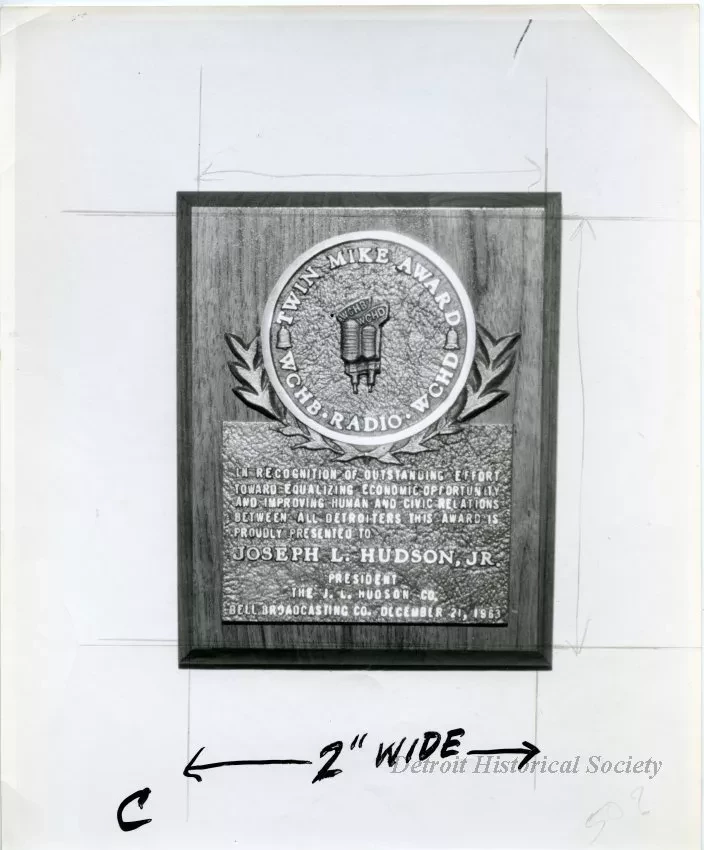 TWIN MIKE AWARD
WCHB
WCHD
WCHB · RADIO · WCHD
IN RECOGNITION OF OUTSTANDING EFFORT
TOWARD EQUALIZING ECONOMIC OPPORTUNITY
AND IMPROVING HUMAN AND CIVIC RELATIONS
BETWEEN ALL DETROITERS THIS AWARD IS
PROUDLY PRESENTED TO
JOSEPH L. HUDSON, JR.
PRESIDENT
THE J. L. HUDSON CO.
BELL BROADCASTING CO. DECEMBER 21, 1963
2" WIDE
Detroit Historical Society
C